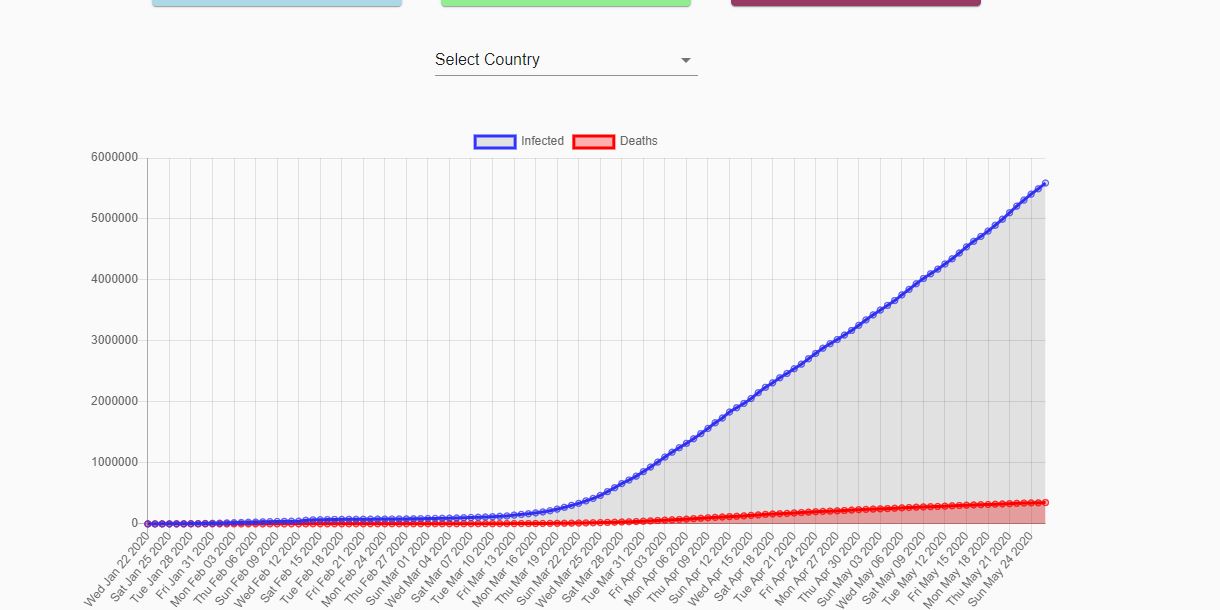 Select Country
Infected
Deaths
6000000
5000000
4000000
3000000
2000000
1000000
0
Wed Jan 22 2020
Sat Jan 25 2020
Tue Jan 28 2020
Fri Jan 31 2020
Mon Feb 03 2020
Thu Feb 06 2020
Sun Feb 09 2020
Wed Feb 12 2020
Sat Feb 15 2020
Tue Feb 18 2020
Fri Feb 21 2020
Mon Feb 24 2020
Thu Feb 27 2020
Sun Mar 01 2020
Wed Mar 04 2020
Sat Mar 07 2020
Tue Mar 10 2020
Fri Mar 13 2020
Mon Mar 16 2020
Thu Mar 19 2020
Sun Mar 22 2020
Wed Mar 25 2020
Sat Mar 28 2020
Tue Mar 31 2020
Fri Apr 03 2020
Mon Apr 06 2020
Thu Apr 09 2020
Sun Apr 12 2020
Wed Apr 15 2020
Sat Apr 18 2020
Tue Apr 21 2020
Fri Apr 24 2020
Mon Apr 27 2020
Thu Apr 30 2020
Sun May 03 2020
Wed May 06 2020
Sat May 09 2020
Tue May 12 2020
Fri May 15 2020
Mon May 18 2020
Thu May 21 2020
Sun May 24 2020